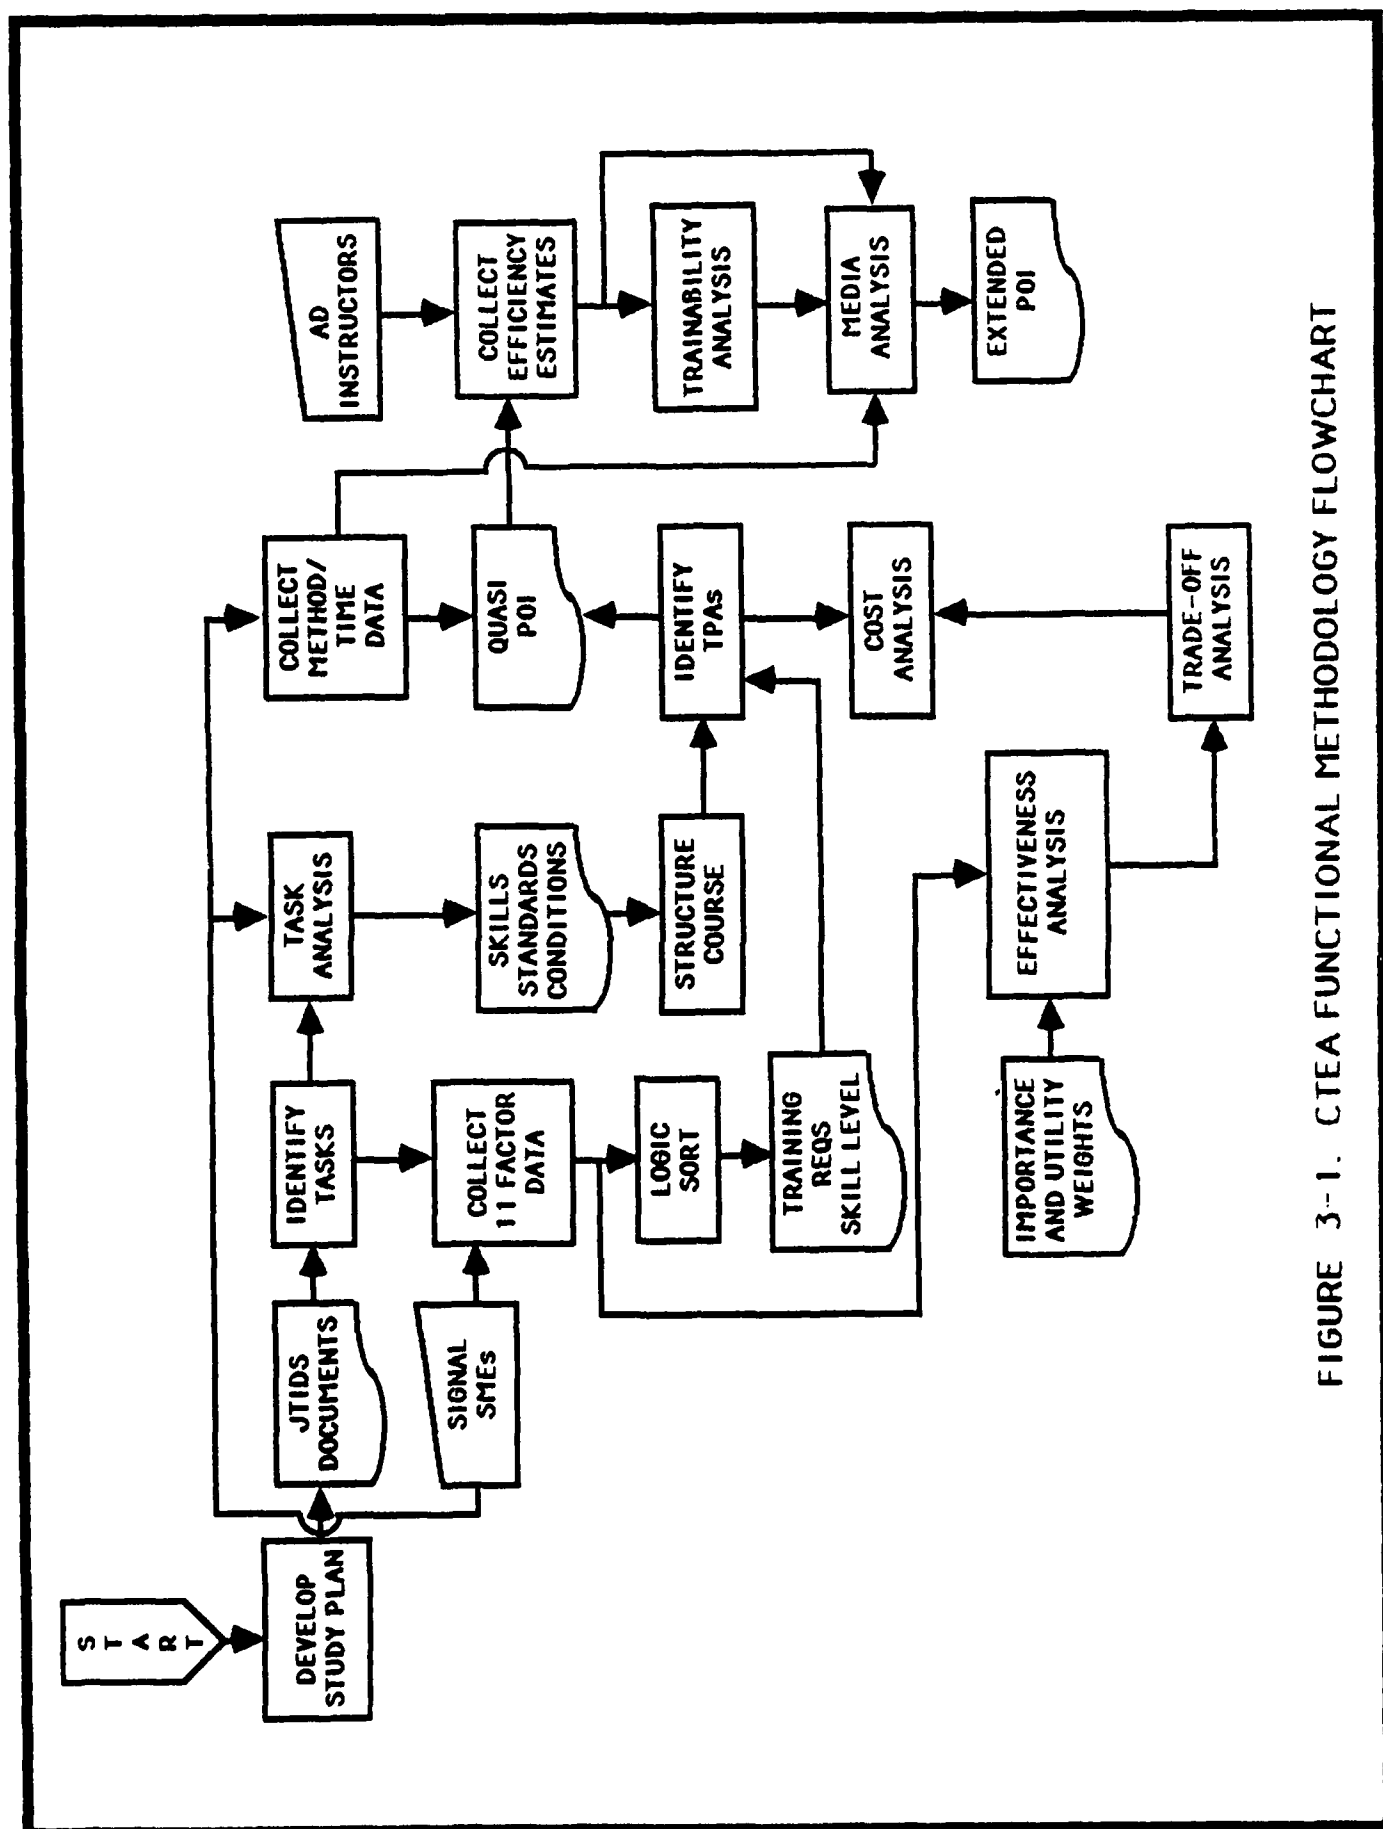 S
T
A
R
T
DEVELOP
STUDY PLAN
JTIDS
DOCUMENTS
IDENTIFY
TASKS
TASK
ANALYSIS
COLLECT
METHOD/
TIME
DATA
AD
INSTRUCTORS
SIGNAL
SMEs
COLLECT
11 FACTOR
DATA
SKILLS
STANDARDS
CONDITIONS
QUASI
POI
COLLECT
EFFICIENCY
ESTIMATES
LOGIC
SORT
STRUCTURE
COURSE
IDENTIFY
TPAs
TRAINABILITY
ANALYSIS
TRAINING
REQS
SKILL LEVEL
COST
ANALYSIS
MEDIA
ANALYSIS
EXTENDED
POI
IMPORTANCE
AND UTILITY
WEIGHTS
EFFECTIVENESS
ANALYSIS
TRADE-OFF
ANALYSIS
FIGURE 3-1. CTEA FUNCTIONAL METHODOLOGY FLOWCHART